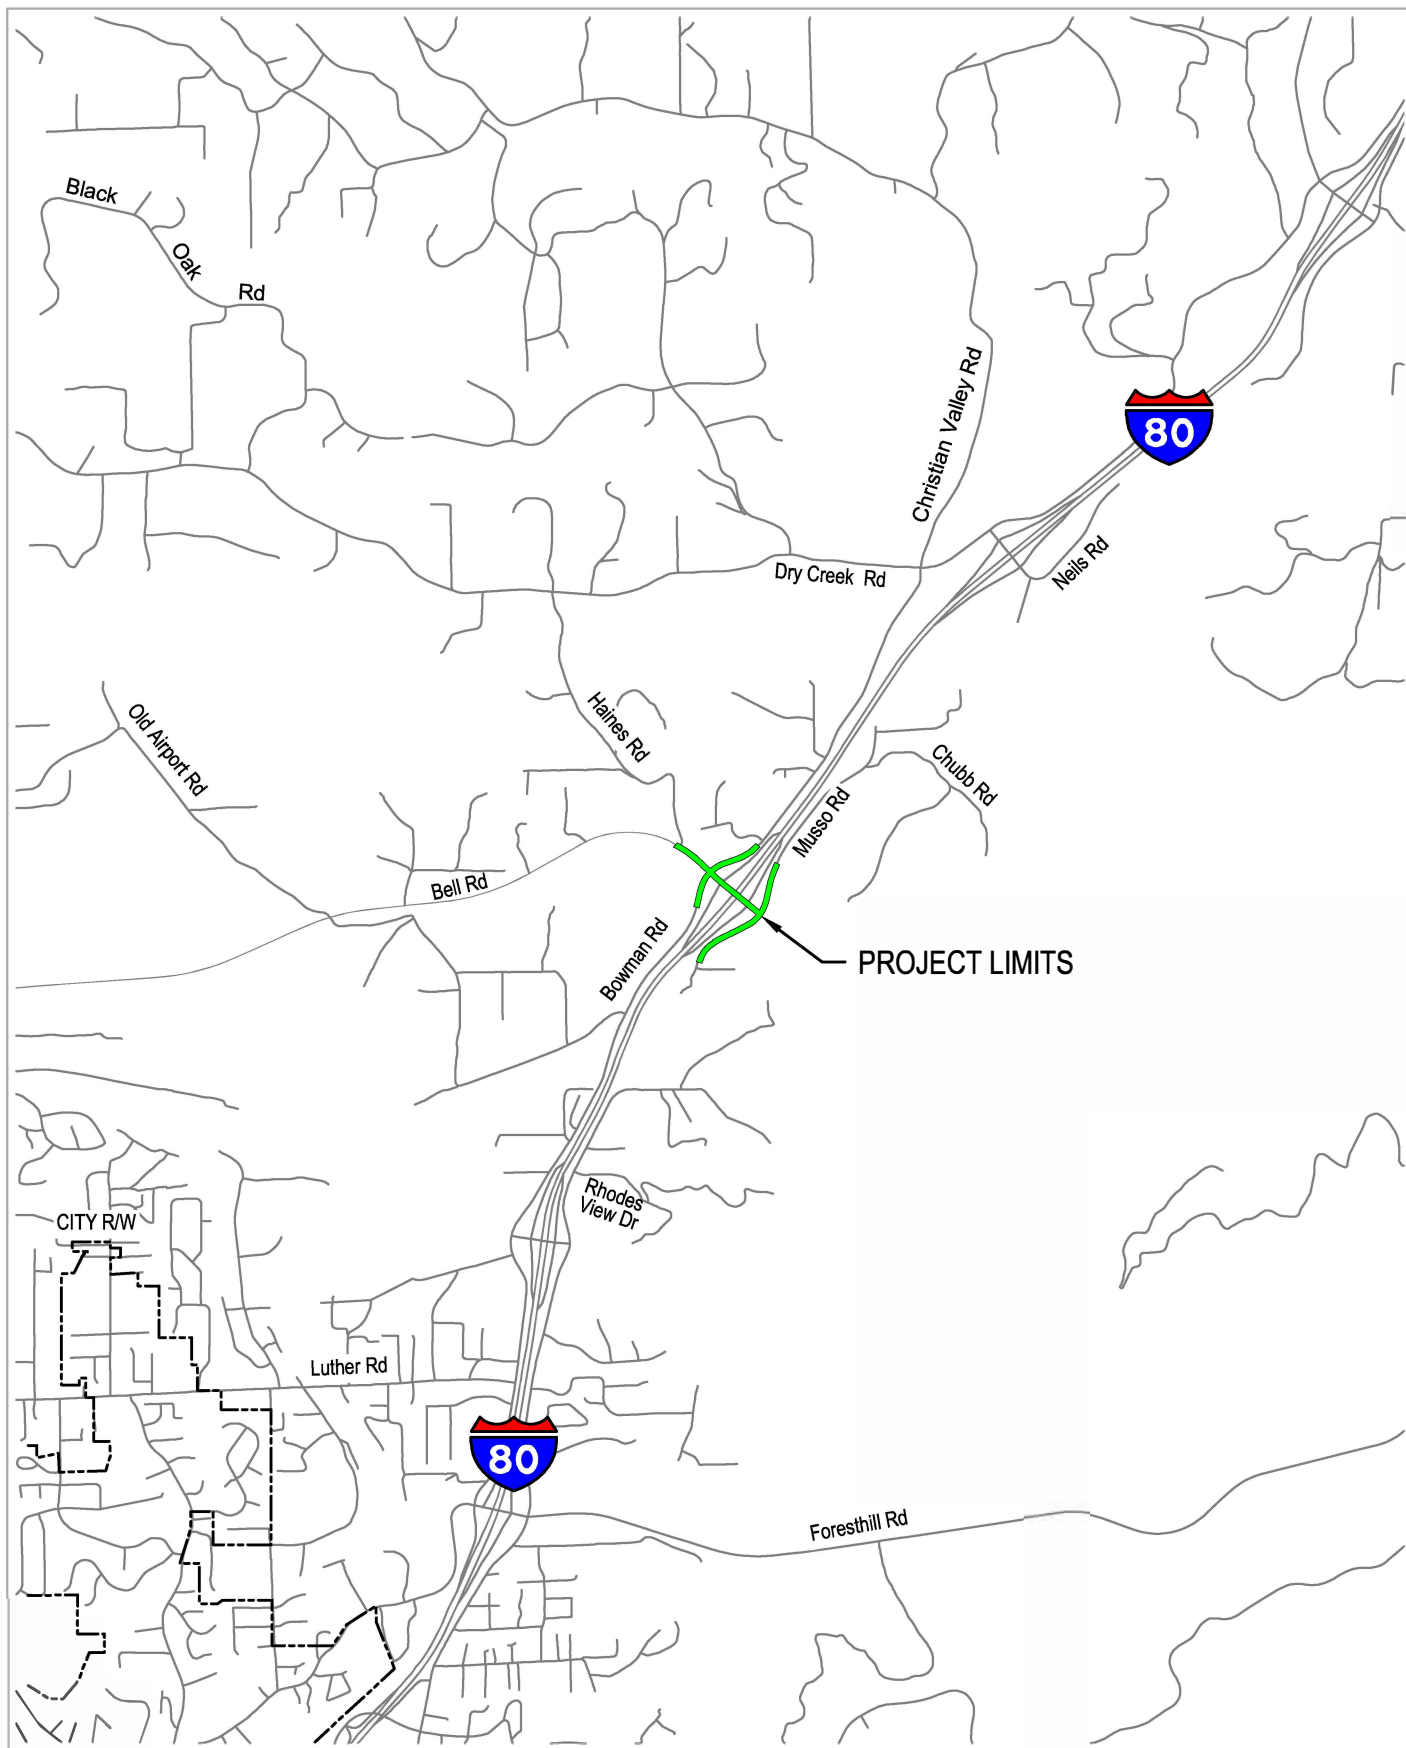 Black
Oak
Rd
Christian Valley Rd
80
Dry Creek Rd
Neils Rd
Old Airport Rd
Haines Rd
Chubb Rd
Musso Rd
Bell Rd
Bowman Rd
PROJECT LIMITS
Rhodes
View Dr
CITY R/W
Luther Rd
80
Foresthill Rd